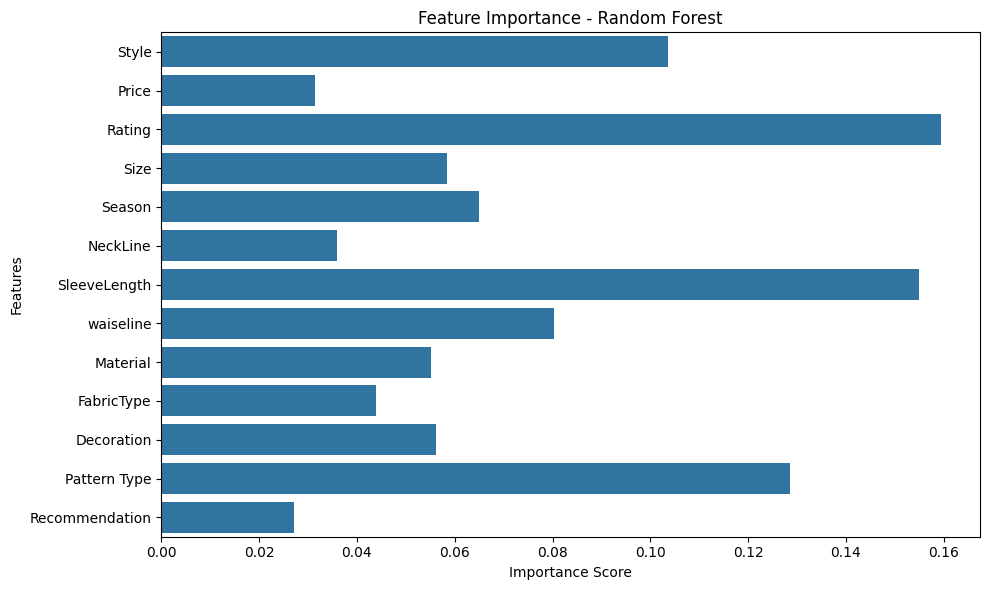 Feature Importance - Random Forest
Features
Style
Price
Rating
Size
Season
NeckLine
SleeveLength
waiseline
Material
FabricType
Decoration
Pattern Type
Recommendation
0.00 0.02 0.04 0.06 0.08 0.10 0.12 0.14 0.16
Importance Score